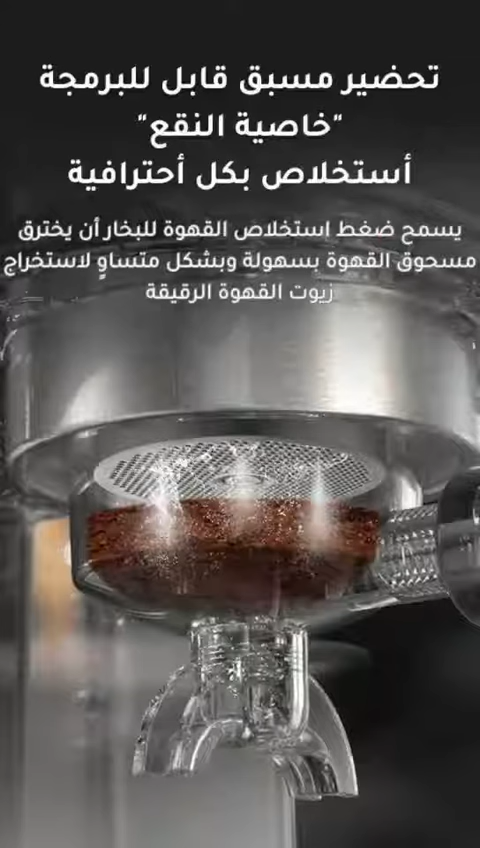 تحضير مسبق قابل للبرمجة
"خاصية النقع"
أستخلاص بكل أحترافية
يسمح ضغط استخلاص القهوة للبخار أن يخترق
مسحوق القهوة بسهولة وبشكل متساوٍ لاستخراج
زيوت القهوة الرقيقة